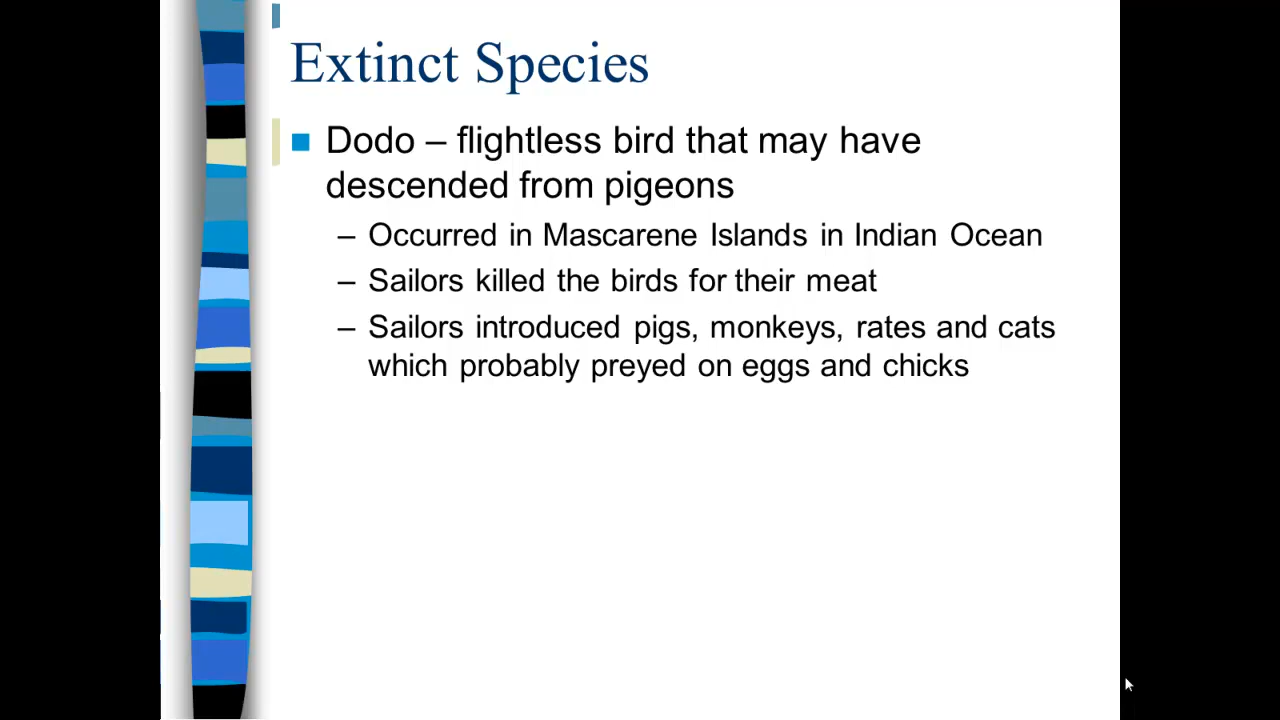 Extinct Species
Dodo – flightless bird that may have
descended from pigeons
– Occurred in Mascarene Islands in Indian Ocean
– Sailors killed the birds for their meat
– Sailors introduced pigs, monkeys, rates and cats
which probably preyed on eggs and chicks